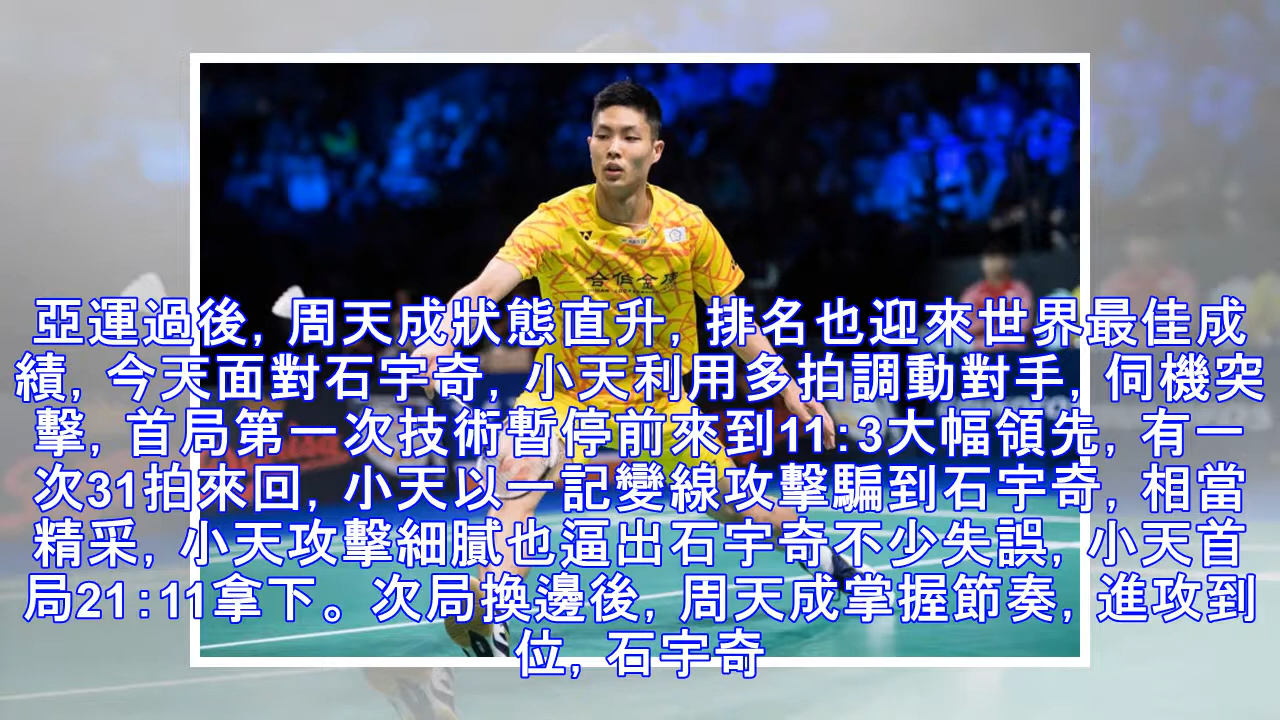 合作金庫
亞運過後, 周天成狀態直升, 排名也迎來世界最佳成
績, 今天面對石宇奇, 小天利用多拍調動對手, 伺機突
擊, 首局第一次技術暫停前來到11:3大幅領先, 有一
次31拍來回, 小天以一記變線攻擊騙到石宇奇, 相當
精采, 小天攻擊細膩也逼出石宇奇不少失誤, 小天首
局21:11拿下。次局換邊後, 周天成掌握節奏, 進攻到
位, 石宇奇